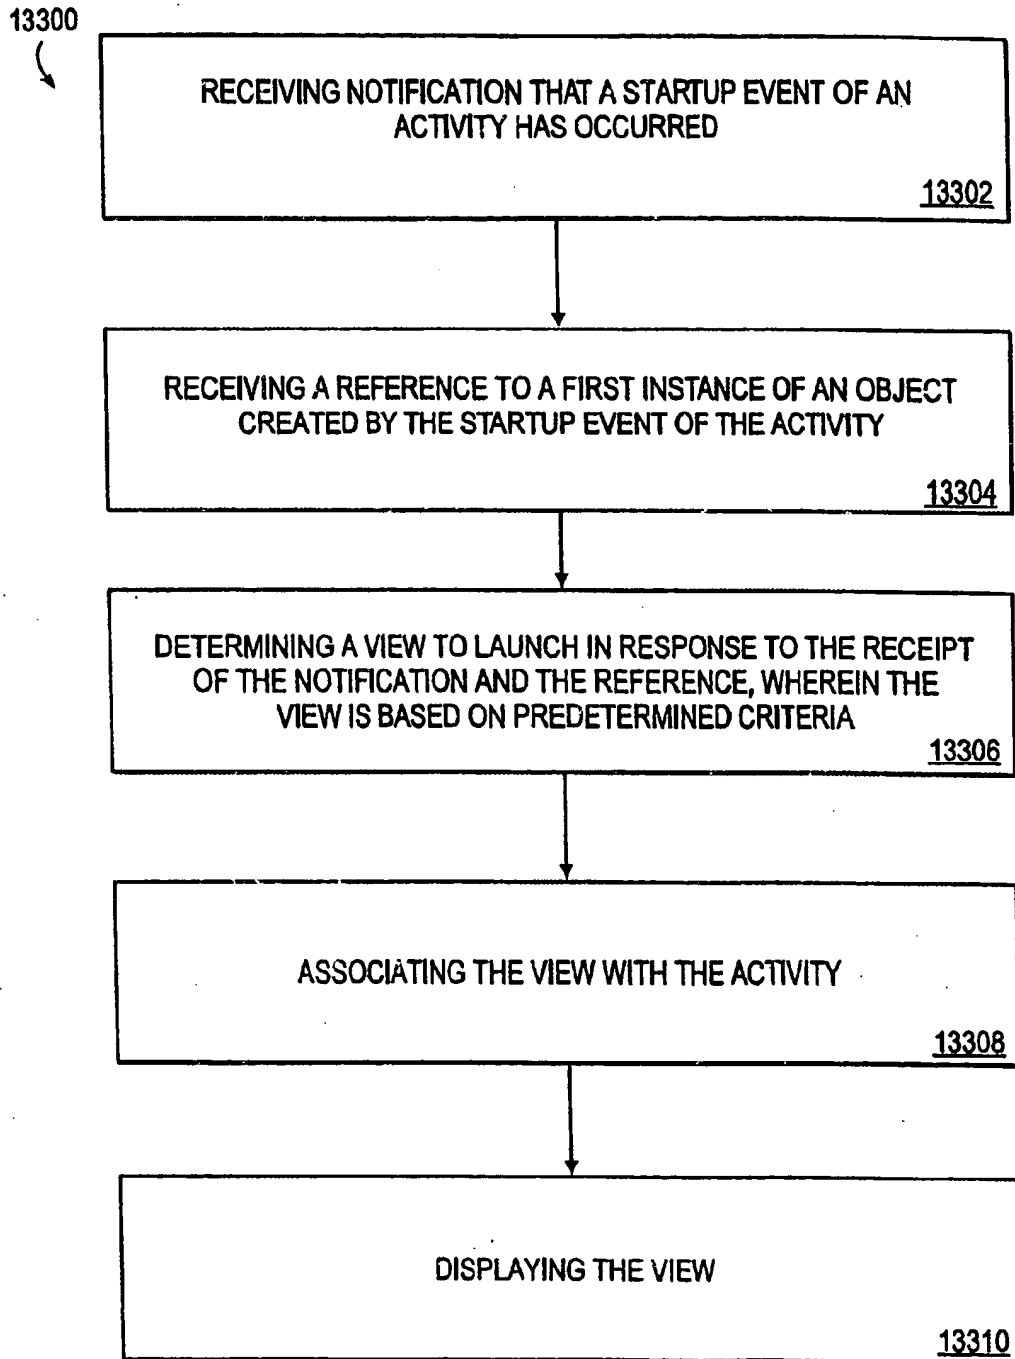 13300
RECEIVING NOTIFICATION THAT A STARTUP EVENT OF AN
ACTIVITY HAS OCCURRED
13302
RECEIVING A REFERENCE TO A FIRST INSTANCE OF AN OBJECT
CREATED BY THE STARTUP EVENT OF THE ACTIVITY
13304
DETERMINING A VIEW TO LAUNCH IN RESPONSE TO THE RECEIPT
OF THE NOTIFICATION AND THE REFERENCE, WHEREIN THE
VIEW IS BASED ON PREDETERMINED CRITERIA
13306
ASSOCIATING THE VIEW WITH THE ACTIVITY
13308
DISPLAYING THE VIEW
13310